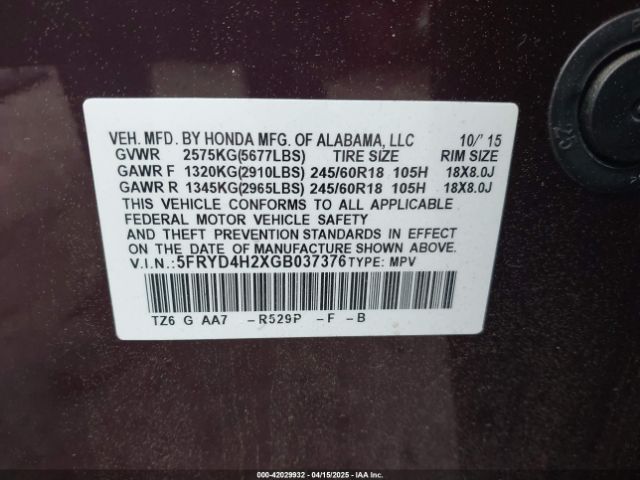 VEH. MFD. BY HONDA MFG. OF ALABAMA, LLC 10/'15
GVWR 2575KG(5677LBS) TIRE SIZE RIM SIZE
GAWR F 1320KG(2910LBS) 245/60R18 105H 18X8.0J
GAWR R 1345KG(2965LBS) 245/60R18 105H 18X8.0J
THIS VEHICLE CONFORMS TO ALL APPLICABLE
FEDERAL MOTOR VEHICLE SAFETY
AND THEFT PREVENTION STANDARDS IN EFFECT
ON THE DATE OF MANUFACTURE SHOWN ABOVE.
V.I.N.:5FRYD4H2XGB037376 TYPE: MPV
TZ6 G AA7 -R529P -F -B
000-42029932 - 04/15/2025 - IAA Inc.